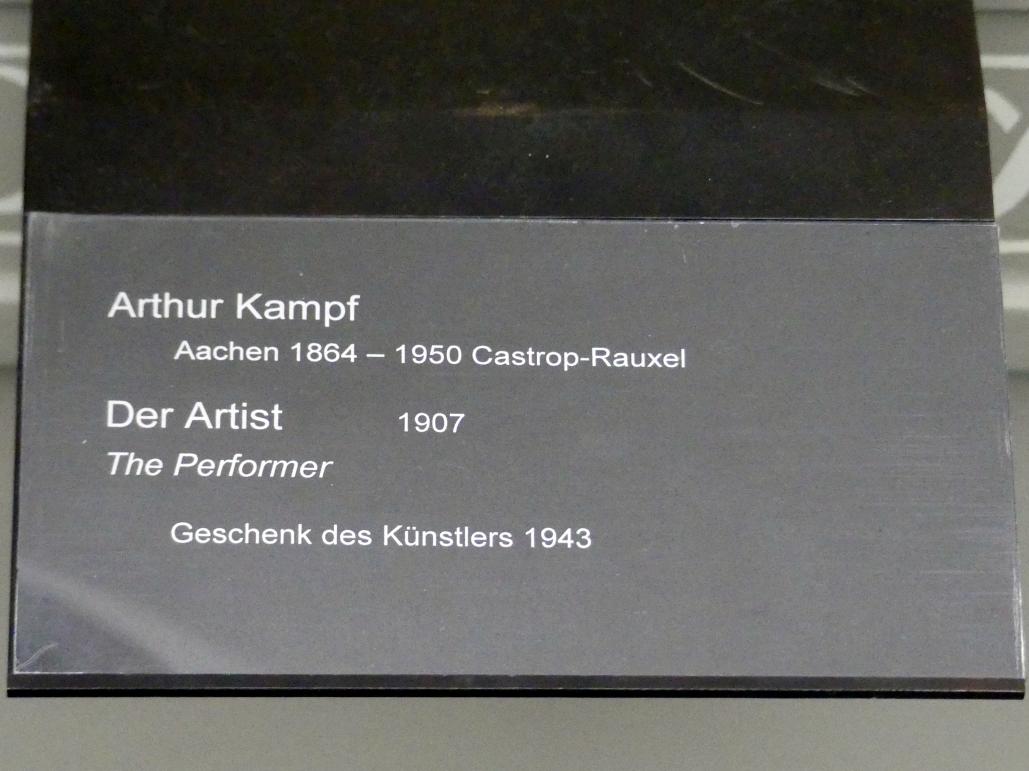 Arthur Kampf
Aachen 1864 – 1950 Castrop-Rauxel
Der Artist 1907
The Performer
Geschenk des Künstlers 1943